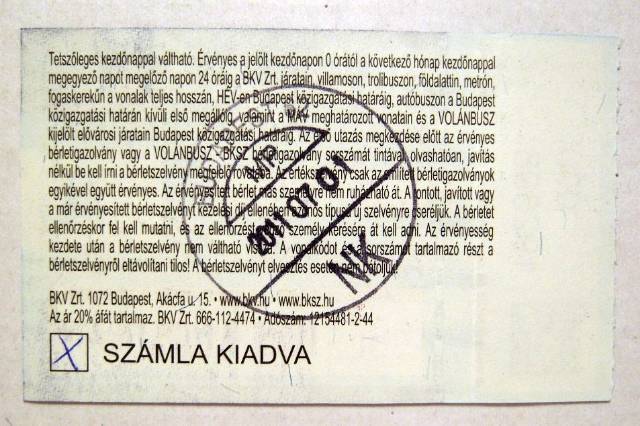 Tetszőleges kezdőnappal váltható. Érvényes a jelölt kezdőnapon 0 órától a következő hónap kezdőnappal
megegyező napot megelőző napon 24 óráig a BKV Zrt. járatain, villamoson, trolibuszon, földalattin, metrón,
fogaskerekűn a vonalak teljes hosszán, HÉV-en Budapest közigazgatási határáig, autóbuszon a Budapest
közigazgatási határán kívüli első megállóig, valamint a MÁV meghatározott vonatain és a VOLÁNBUSZ
kijelölt elővárosi járatain Budapest közigazgatási határáig. Az első utazás megkezdése előtt az érvényes
bérletigazolvány vagy a VOLÁNBUSZ - BKSZ bérletigazolvány sorszámát tintával, olvashatóan, javítás
nélkül be kell írni a bérletszelvény megfelelő rovatába. Az értékszelvény csak az említett bérletigazolványok
egyikével együtt érvényes. Az érvényesített bérlet más személyre nem ruházható át. A rontott, javított vagy
a már érvényesített bérletszelvényt kezelési díj ellenében azonos típusú új szelvényre cseréljük. A bérletet
ellenőrzéskor fel kell mutatni, és az ellenőrzést végző személy kérésére át kell adni. Az érvényesség
kezdete után a bérletszelvény nem váltható vissza. A vonalkódot és a sorszámot tartalmazó részt a
bérletszelvényről eltávolítani tilos! A bérletszelvényt elvesztés esetén nem pótoljuk!
BKV Zrt. 1072 Budapest, Akácfa u. 15. • www.bkv.hu • www.bksz.hu
Az ár 20% áfát tartalmaz. BKV Zrt. 666-112-4474 • Adószám: 12154481-2-44
X SZÁMLA KIADVA
BUDAPEST
MP
2011 07 01
NK